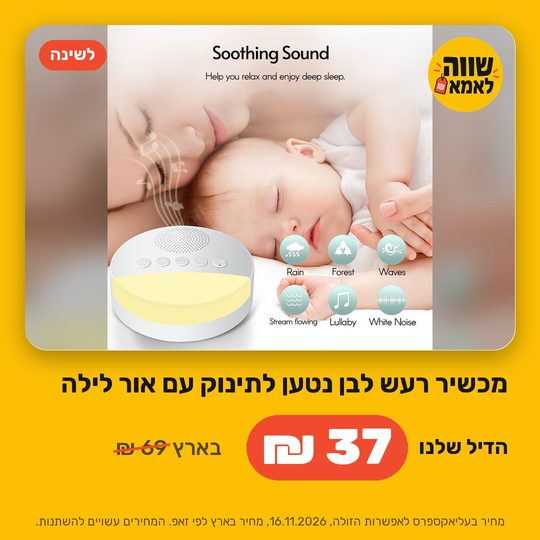 לשינה
Soothing Sound
Help you relax and enjoy deep sleep.
שווה
לאמא
₪
Rain Forest Waves
Stream flowing Lullaby White Noise
מכשיר רעש לבן נטען לתינוק עם אור לילה
הדיל שלנו 37 ₪ בארץ 69 ₪
מחיר בעליאקספרס לאפשרות הזולה, 16.11.2026, מחיר בארץ לפי זאפ. המחירים עשויים להשתנות.